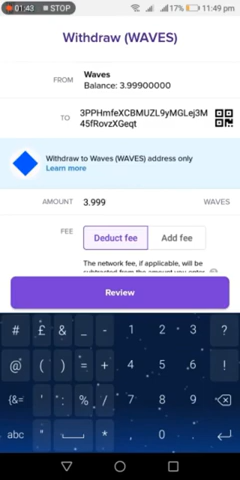 01:43 STOP 17% 11:49 pm
Withdraw (WAVES)
FROM Waves
Balance: 3.99900000
TO 3PPHmfeXCBMUZL9yMGLej3M
45fRovzXGeqt
Withdraw to Waves (WAVES) address only
Learn more
AMOUNT 3.999 WAVES
FEE Deduct fee Add fee
The network fee, if applicable, will be
subtracted from the amount you enter
Review
# £ & _ - 1 2 3 ?
@ ( ) = + 4 5 6 !
{&= ' : % / 7 8 9
abc " * , 0 .